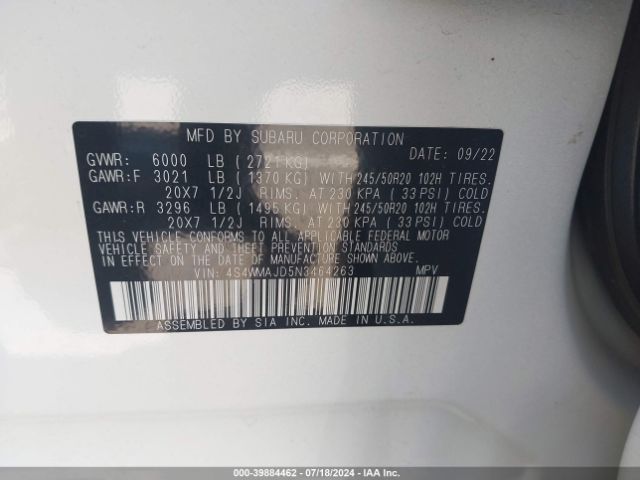 MFD BY SUBARU CORPORATION
GVWR: 6000 LB ( 2721 KG) DATE: 09/22
GAWR:F 3021 LB ( 1370 KG) WITH 245/50R20 102H TIRES.
20X7 1/2J RIMS. AT 230 KPA ( 33 PSI) COLD
GAWR:R 3296 LB ( 1495 KG) WITH 245/50R20 102H TIRES.
20X7 1/2J RIMS. AT 230 KPA ( 33 PSI) COLD
THIS VEHICLE CONFORMS TO ALL APPLICABLE FEDERAL MOTOR
VEHICLE SAFETY AND THEFT PREVENTION STANDARDS
IN EFFECT ON THE DATE OF MANUFACTURE SHOWN ABOVE.
VIN: 4S4WMAJD5N3464263 MPV
ASSEMBLED BY SIA INC. MADE IN U.S.A.
000-39884462 - 07/18/2024 - IAA Inc.